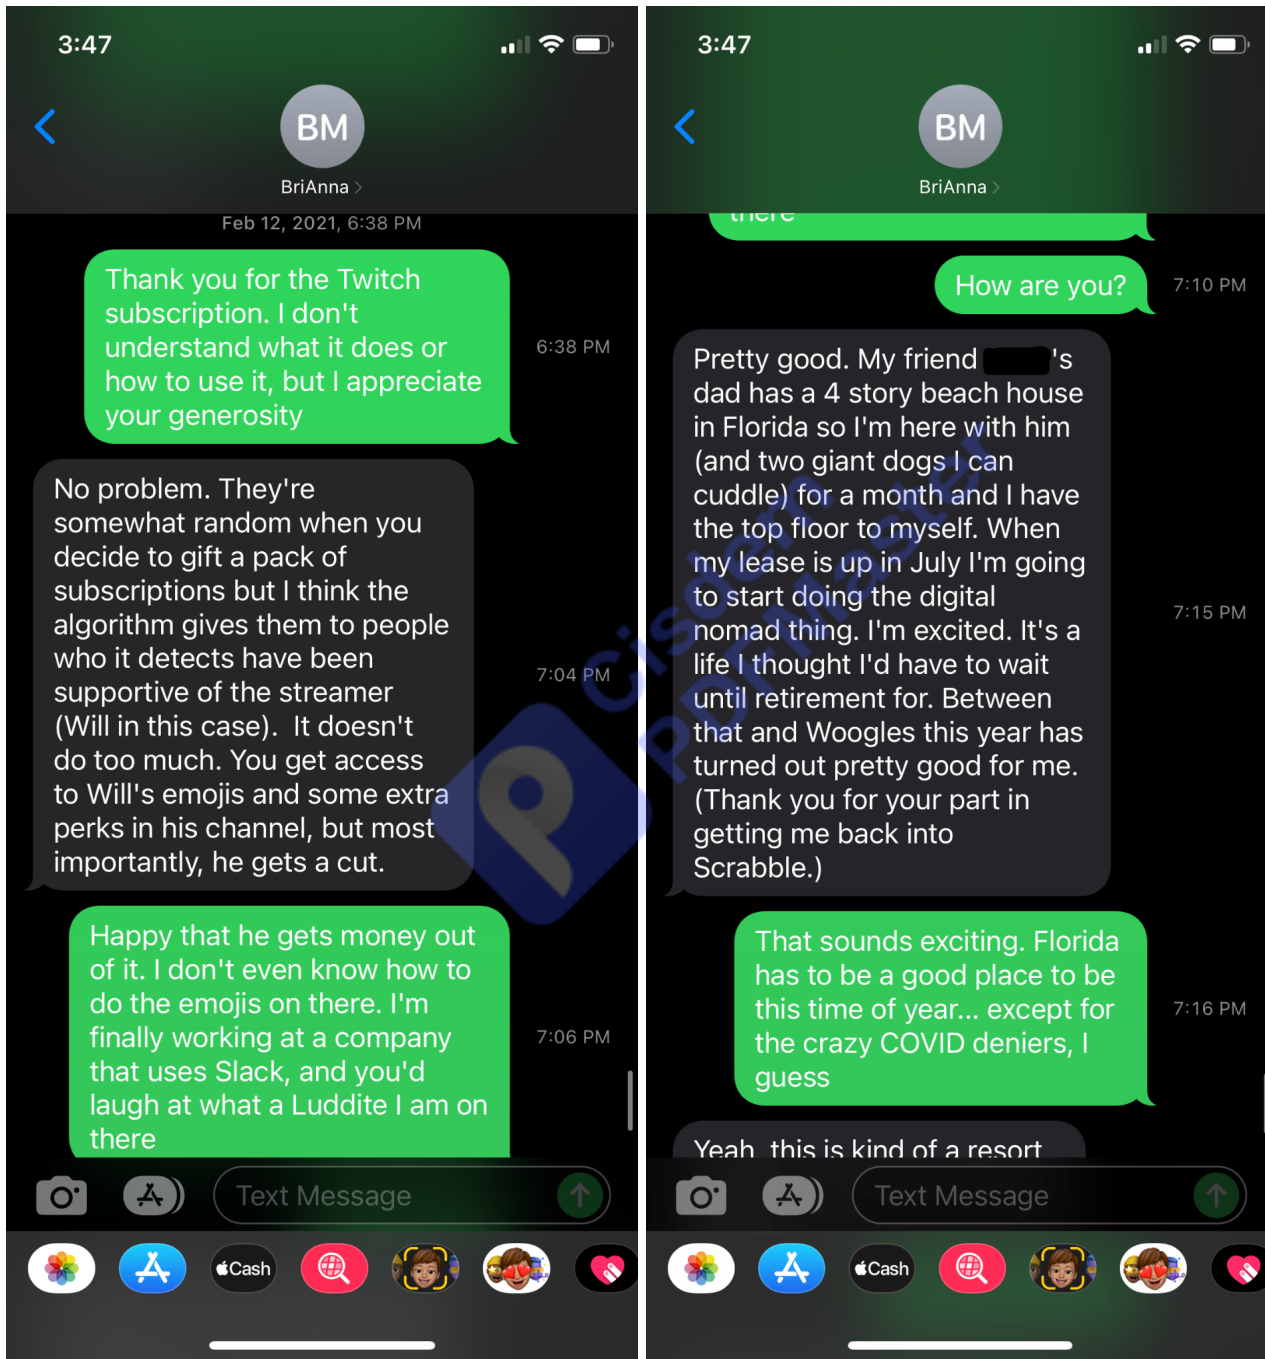 3:47
BM
BriAnna
Feb 12, 2021, 6:38 PM
Thank you for the Twitch
subscription. I don't
understand what it does or
how to use it, but I appreciate
your generosity
6:38 PM
No problem. They're
somewhat random when you
decide to gift a pack of
subscriptions but I think the
algorithm gives them to people
who it detects have been
supportive of the streamer
(Will in this case).  It doesn't
do too much. You get access
to Will's emojis and some extra
perks in his channel, but most
importantly, he gets a cut.
7:04 PM
Happy that he gets money out
of it. I don't even know how to
do the emojis on there. I'm
finally working at a company
that uses Slack, and you'd
laugh at what a Luddite I am on
there
7:06 PM
Text Message
Cash
3:47
BM
BriAnna
there
How are you?
7:10 PM
Pretty good. My friend 's
dad has a 4 story beach house
in Florida so I'm here with him
(and two giant dogs I can
cuddle) for a month and I have
the top floor to myself. When
my lease is up in July I'm going
to start doing the digital
nomad thing. I'm excited. It's a
life I thought I'd have to wait
until retirement for. Between
that and Woogles this year has
turned out pretty good for me.
(Thank you for your part in
getting me back into
Scrabble.)
7:15 PM
That sounds exciting. Florida
has to be a good place to be
this time of year... except for
the crazy COVID deniers, I
guess
7:16 PM
Yeah, this is kind of a resort
Text Message
Cash
Cisdem
PDFMaster